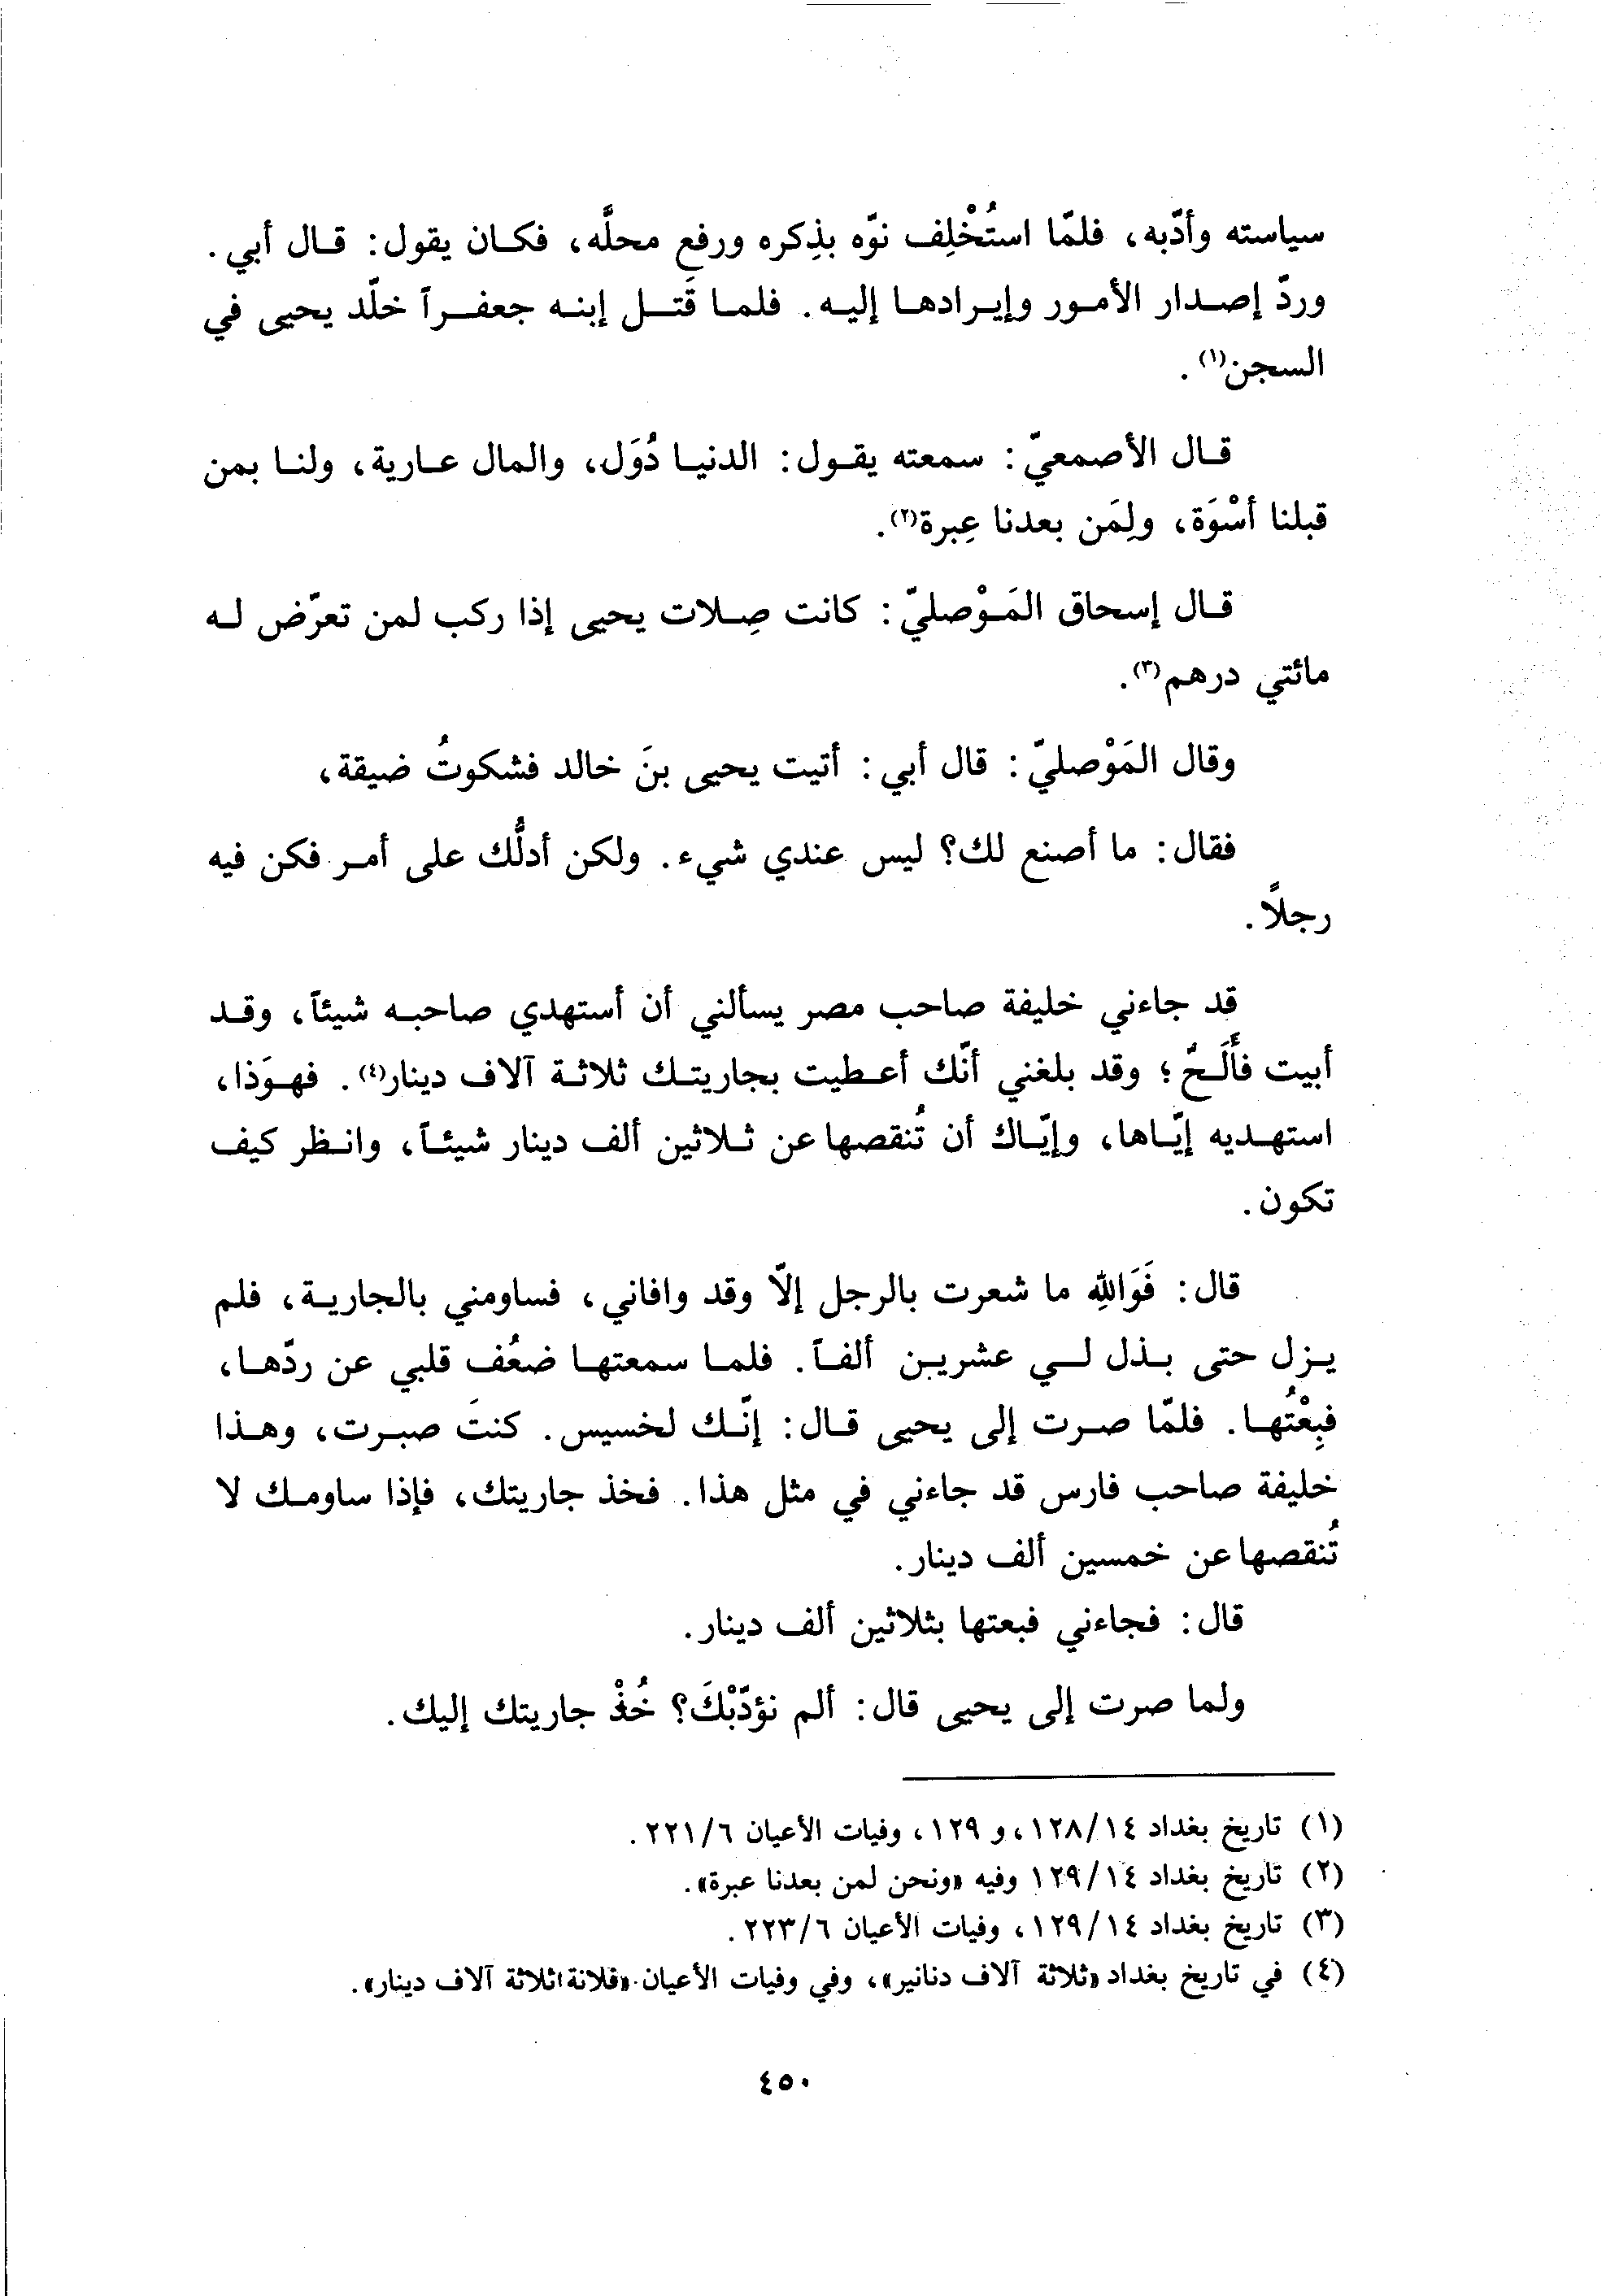 سياسته وأدّبه، فلمّا استُخْلِف نوّه بذِكره ورفع محلَّه، فكان يقول: قال أبي.
وردّ إصدار الأمور وإيرادها إليه. فلما قَتل إبنه جعفراً خلّد يحيى في
السجن(١).
قال الأصمعيّ: سمعته يقول: الدنيا دُوَل، والمال عارية، ولنا بمن
قبلنا أسْوَة، ولِمَن بعدنا عِبرة(٢).
قال إسحاق المَوْصليّ: كانت صِلات يحيى إذا ركب لمن تعرّض له
مائتي درهم(٣).
وقال المَوْصليّ: قال أبي: أتيت يحيى بنَ خالد فشكوتُ ضيقة،
فقال: ما أصنع لك؟ ليس عندي شيء. ولكن أدلُّك على أمر فكن فيه
رجلاً.
قد جاءني خليفة صاحب مصر يسألني أن أستهدي صاحبه شيئاً، وقد
أبيت فأَلَحّ؛ وقد بلغني أنّك أعطيت بجاريتك ثلاثة آلاف دينار(٤). فهوَذا،
استهديه إيّاها، وإيّاك أن تُنقصها عن ثلاثين ألف دينار شيئاً، وانظر كيف
تكون.
قال: فَوَالله ما شعرت بالرجل إلّا وقد وافاني، فساومني بالجارية، فلم
يزل حتى بذل لي عشرين ألفاً. فلما سمعتها ضعُف قلبي عن ردّها،
فبِعْتُها. فلمّا صرت إلى يحيى قال: إنّك لخسيس. كنتَ صبرت، وهذا
خليفة صاحب فارس قد جاءني في مثل هذا. فخذ جاريتك، فإذا ساومك لا
تُنقصها عن خمسين ألف دينار.
قال: فجاءني فبعتها بثلاثين ألف دينار.
ولما صرت إلى يحيى قال: ألم نؤدّبْكَ؟ خُذْ جاريتك إليك.
(١) تاريخ بغداد ١٤/١٢٨، و ١٢٩، وفيات الأعيان ٦/٢٢١.
(٢) تاريخ بغداد ١٤/١٢٩ وفيه «ونحن لمن بعدنا عبرة».
(٣) تاريخ بغداد ١٤/١٢٩، وفيات الأعيان ٦/٢٢٣.
(٤) في تاريخ بغداد «ثلاثة آلاف دنانير»، وفي وفيات الأعيان «فلانة ثلاثة آلاف دينار».
٤٥٠